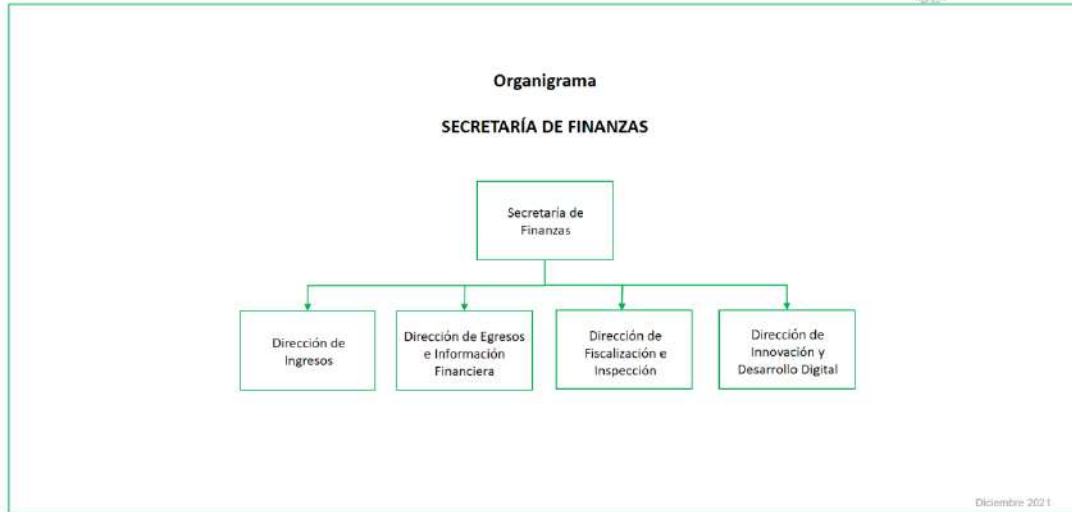 Organigrama
SECRETARÍA DE FINANZAS
Secretaría de
Finanzas
Dirección de
Ingresos
Dirección de Egresos
e Información
Financiera
Dirección de
Fiscalización e
Inspección
Dirección de
Innovación y
Desarrollo Digital
Diciembre 2021